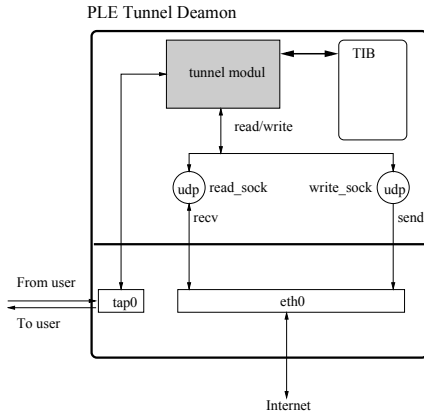 PLE Tunnel Deamon
tunnel modul
TIB
read/write
udp
read_sock
write_sock
udp
recv
send
From user
tap0
eth0
To user
Internet